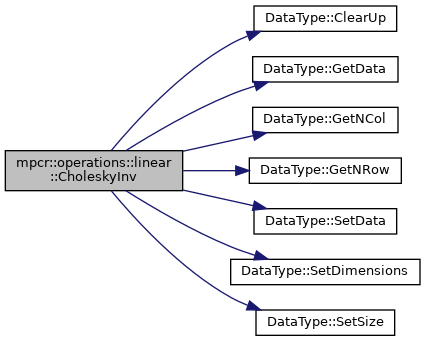 mpcr::operations::linear
::CholeskyInv
DataType::ClearUp
DataType::GetData
DataType::GetNCol
DataType::GetNRow
DataType::SetData
DataType::SetDimensions
DataType::SetSize